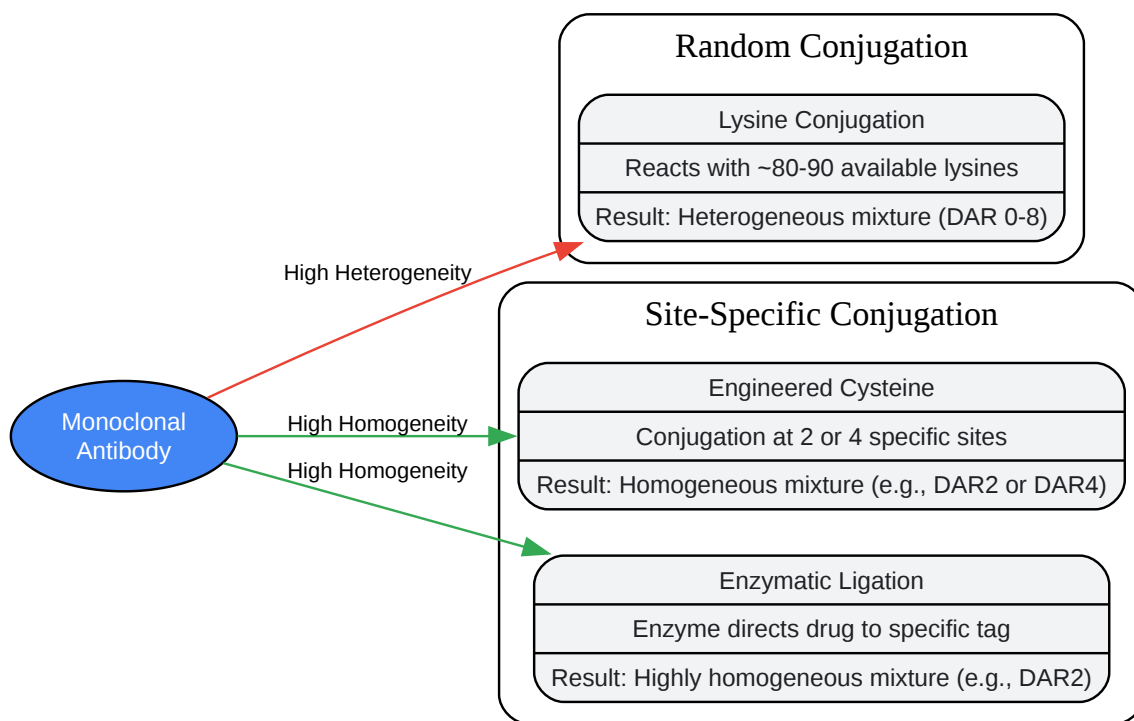 Random Conjugation
Lysine Conjugation
Reacts with ~80-90 available lysines
Result: Heterogeneous mixture (DAR 0-8)
High Heterogeneity
Site-Specific Conjugation
Engineered Cysteine
Conjugation at 2 or 4 specific sites
Result: Homogeneous mixture (e.g., DAR2 or DAR4)
Monoclonal
Antibody
High Homogeneity
High Homogeneity
Enzymatic Ligation
Enzyme directs drug to specific tag
Result: Highly homogeneous mixture (e.g., DAR2)